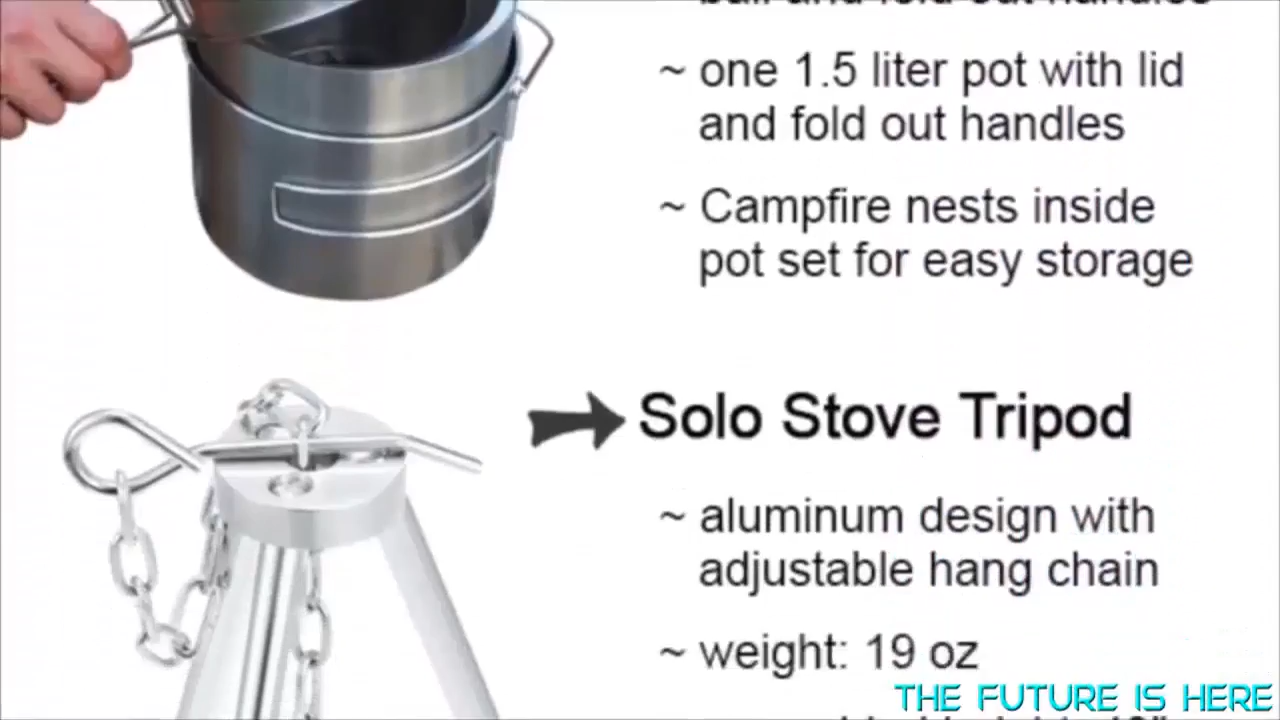 ~ one 1.5 liter pot with lid
and fold out handles
~ Campfire nests inside
pot set for easy storage
Solo Stove Tripod
~ aluminum design with
adjustable hang chain
~ weight: 19 oz
THE FUTURE IS HERE